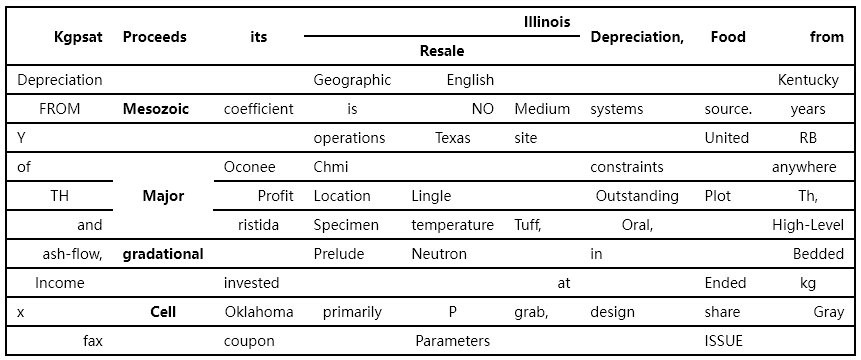 Illinois
Kgpsat Proceeds its Depreciation, Food from
Resale
Depreciation Geographic English Kentucky
FROM Mesozoic coefficient is NO Medium systems source. years
Y operations Texas site United RB
of Oconee Chmi constraints anywhere
TH Major Profit Location Lingle Outstanding Plot Th,
and ristida Specimen temperature Tuff, Oral, High-Level
ash-flow, gradational Prelude Neutron in Bedded
Income invested at Ended kg
x Cell Oklahoma primarily P grab, design share Gray
fax coupon Parameters ISSUE